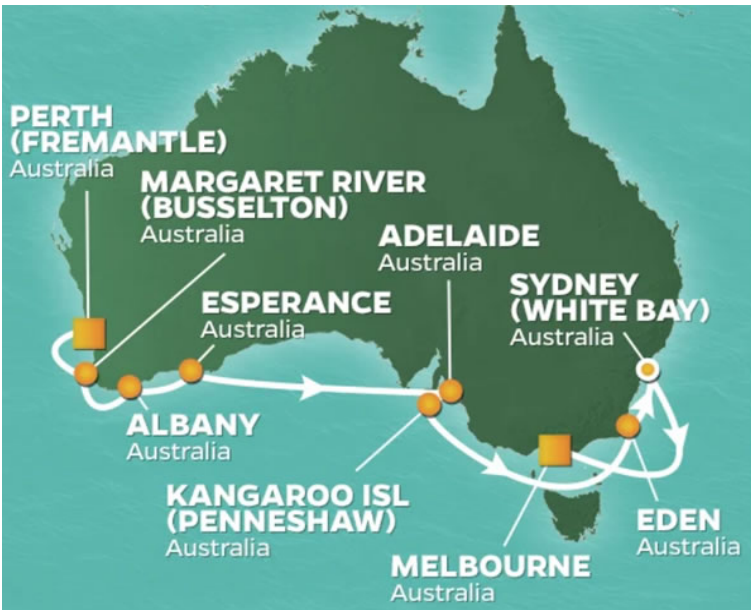 PERTH
(FREMANTLE)
Australia
MARGARET RIVER
(BUSSELTON)
Australia
ADELAIDE
Australia
SYDNEY
(WHITE BAY)
Australia
ESPERANCE
Australia
ALBANY
Australia
KANGAROO ISL
(PENNESHAW)
Australia
MELBOURNE
Australia
EDEN
Australia